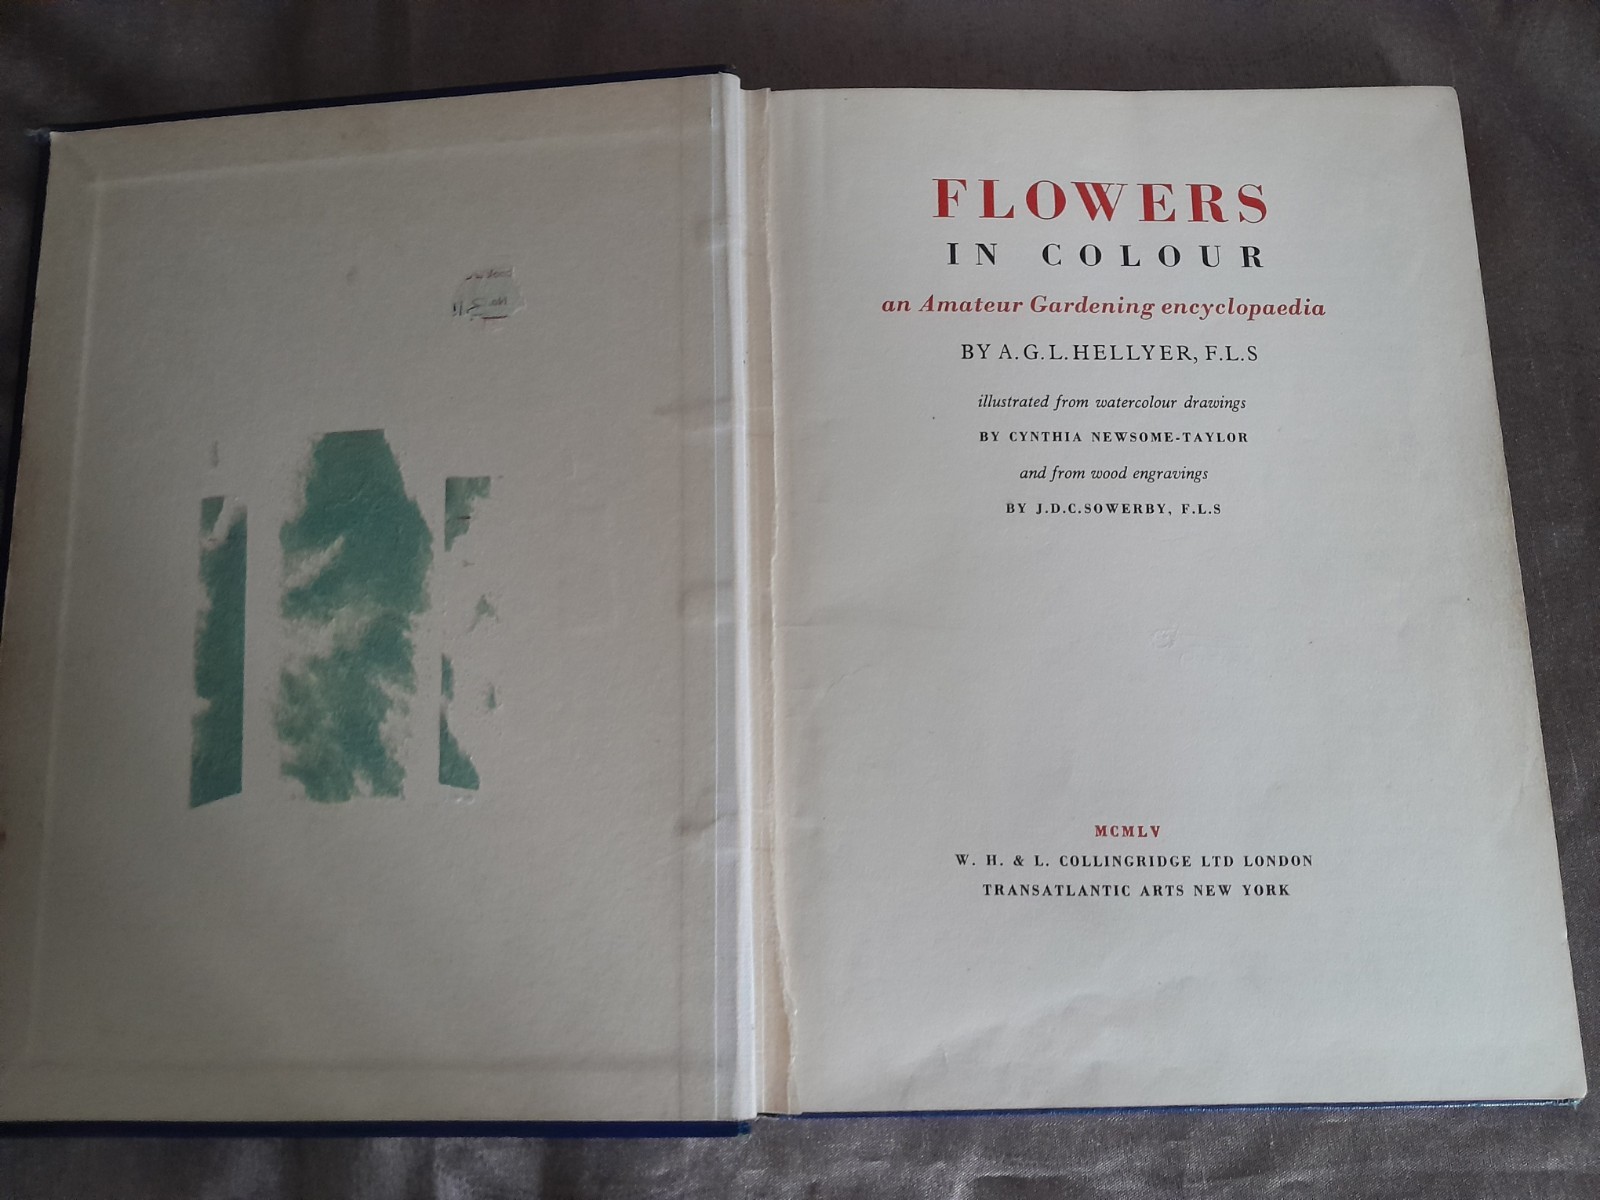 FLOWERS
IN COLOUR
an Amateur Gardening encyclopaedia
BY A. G. L. HELLYER, F.L.S
illustrated from watercolour drawings
BY CYNTHIA NEWSOME-TAYLOR
and from wood engravings
BY J.D.C.SOWERBY, F.L.S
MCMLV
W. H. & L. COLLINGRIDGE LTD LONDON
TRANSATLANTIC ARTS NEW YORK